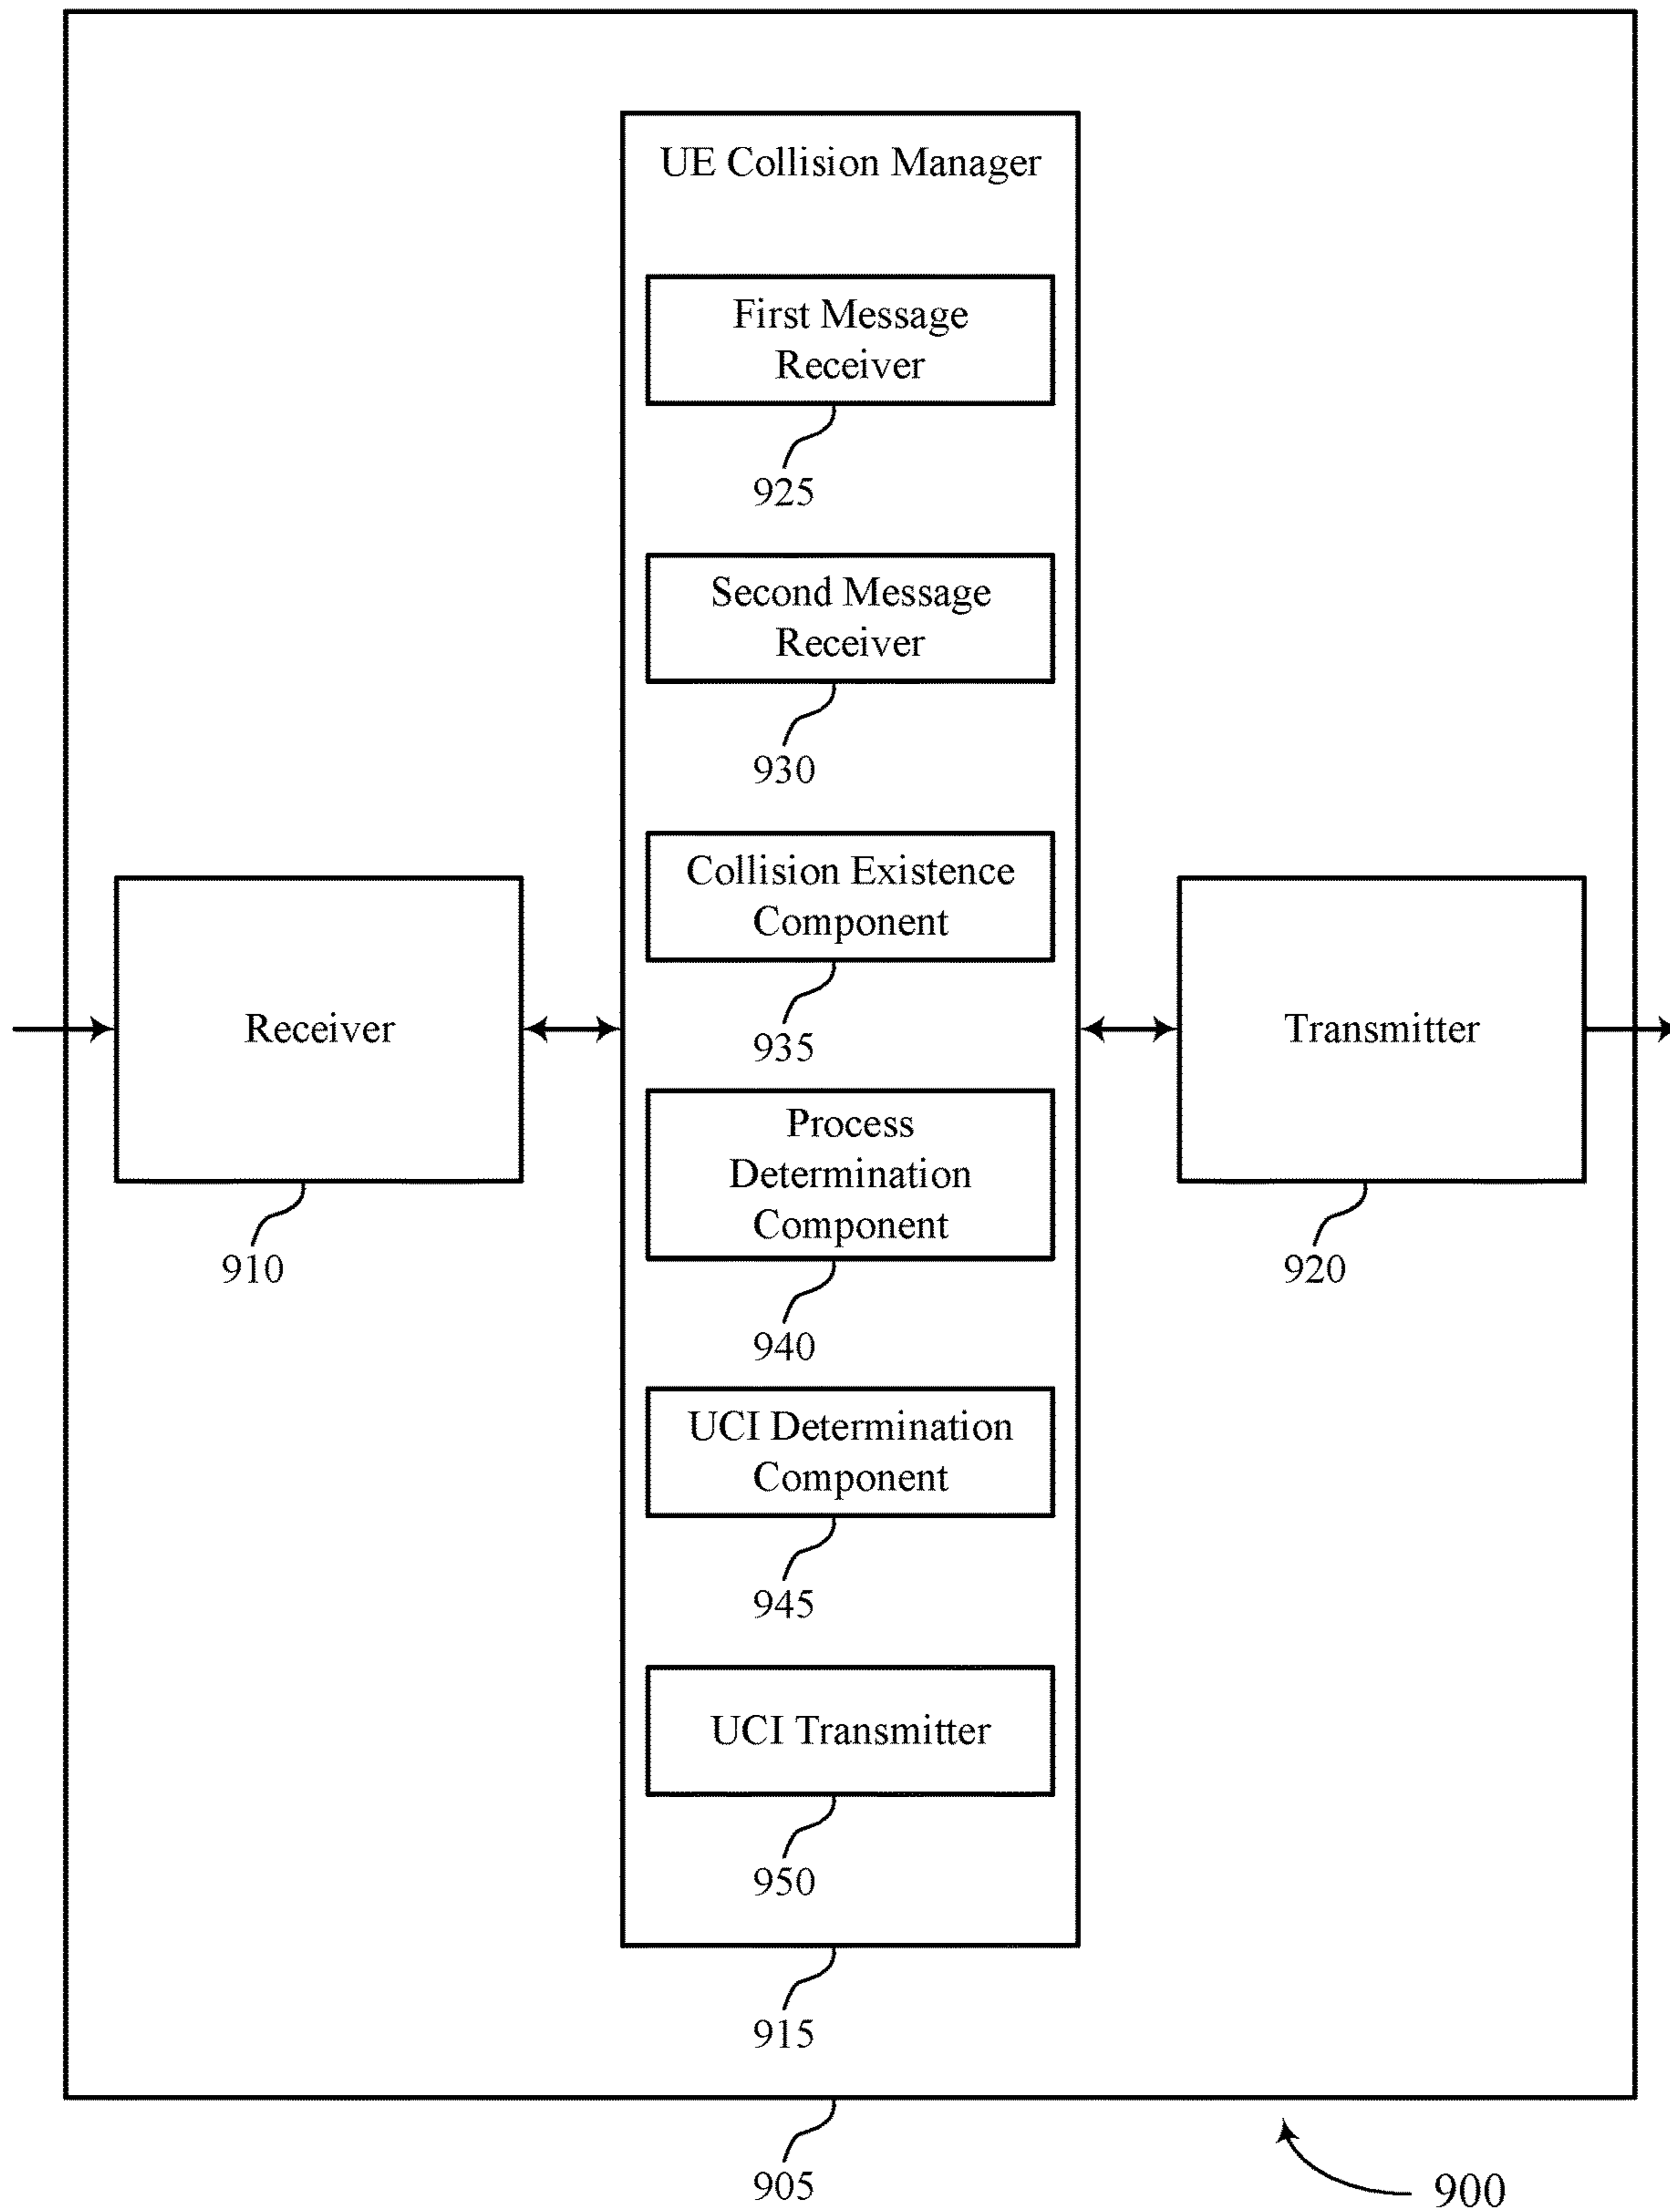 UE Collision Manager
First Message
Receiver
925
Second Message
Receiver
930
Collision Existence
Component
935
Receiver
910
Transmitter
920
Process
Determination
Component
940
UCI Determination
Component
945
UCI Transmitter
950
915
905
900